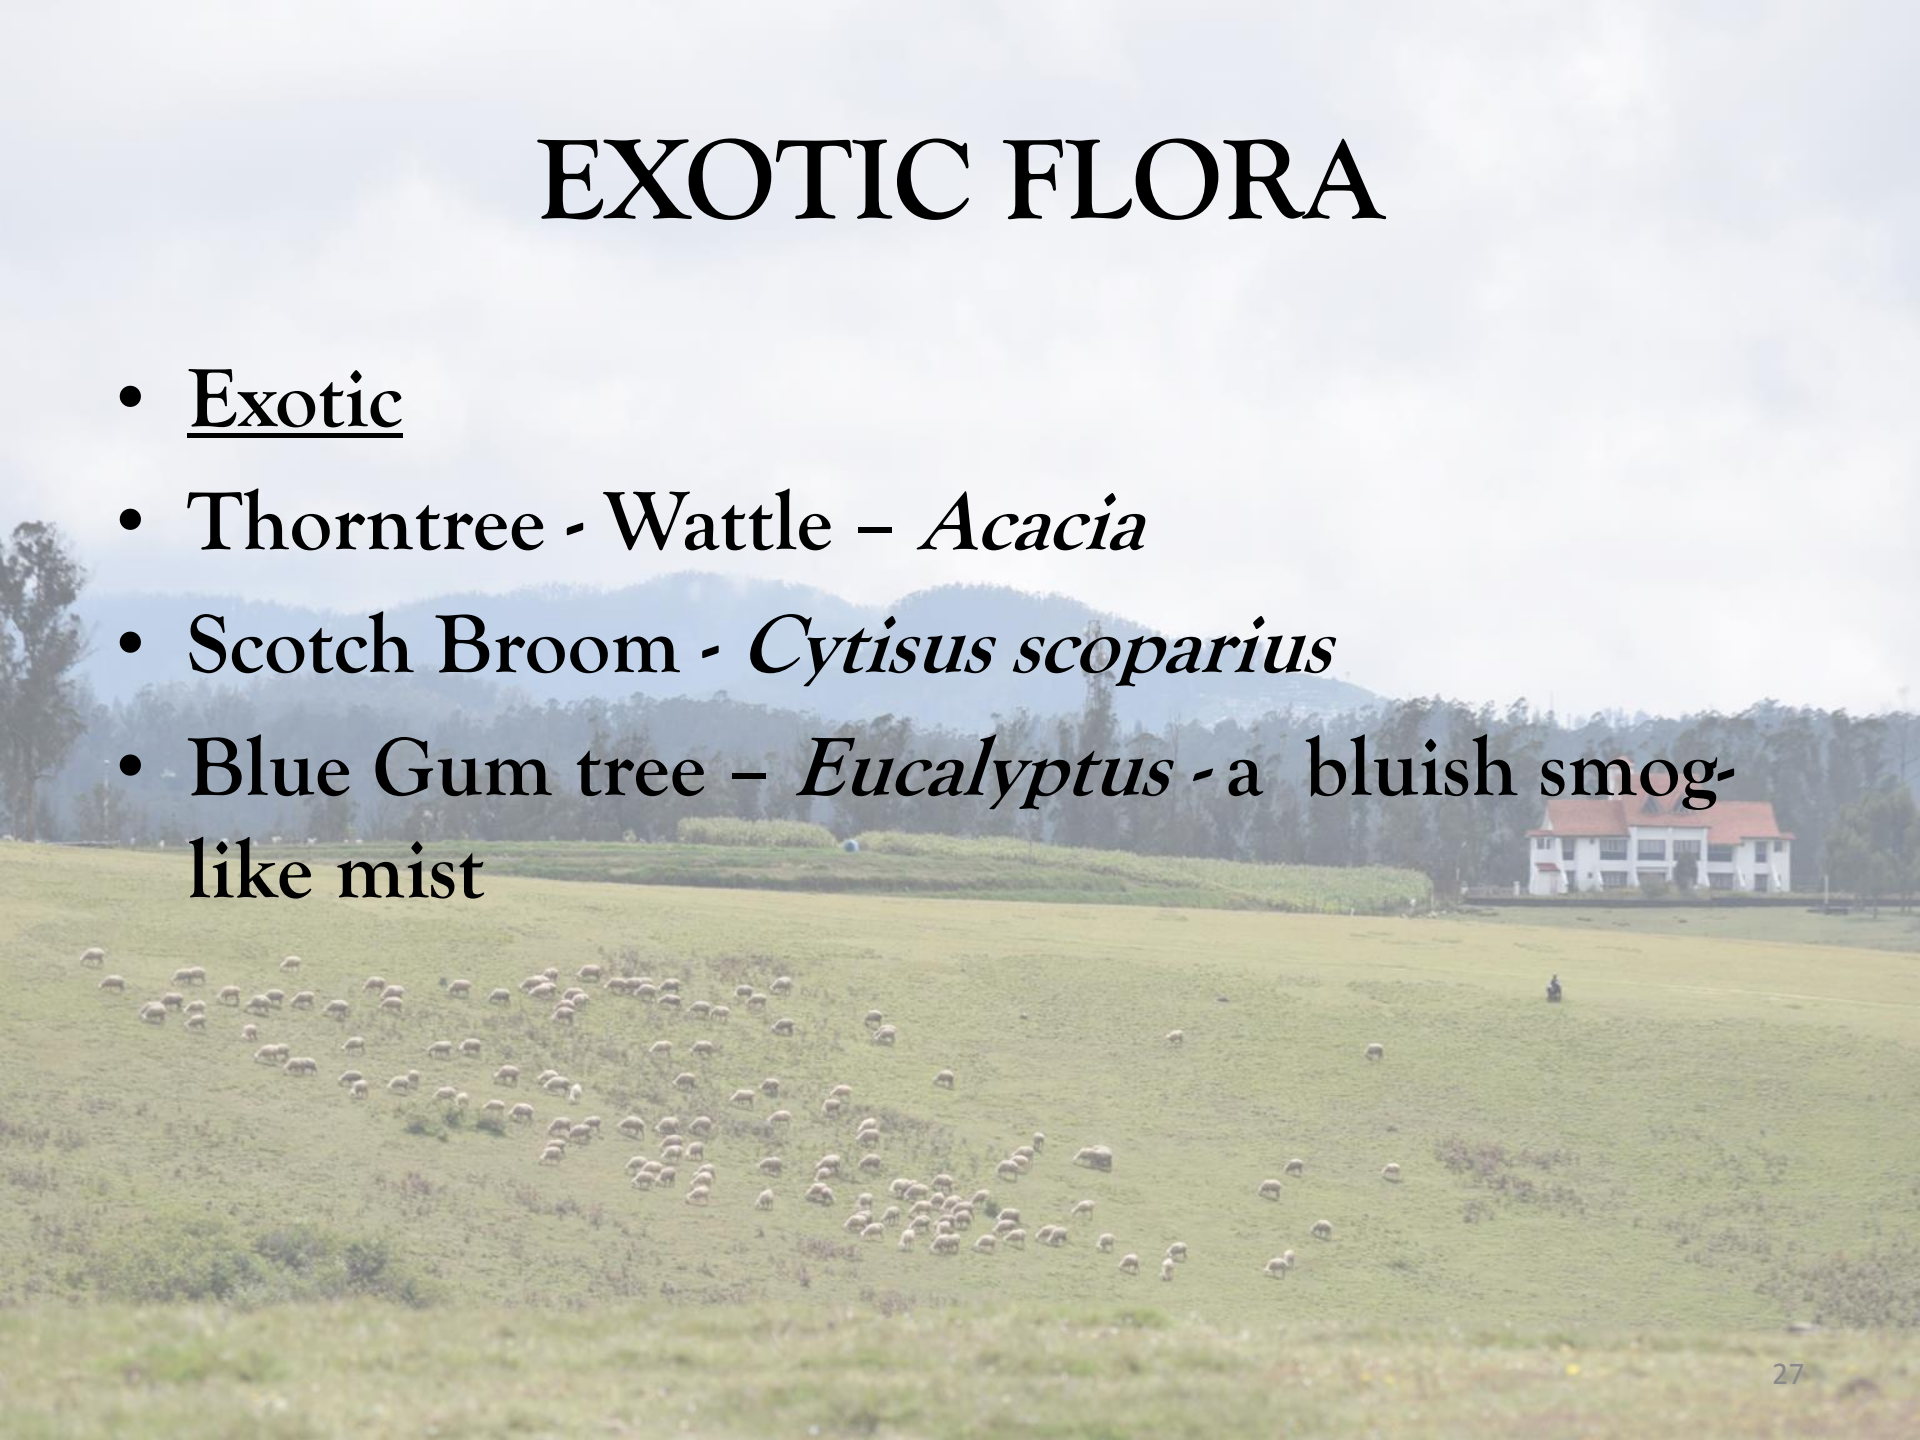 EXOTIC FLORA
• Exotic
• Thorntree - Wattle – Acacia
• Scotch Broom - Cytisus scoparius
• Blue Gum tree – Eucalyptus - a  bluish smog-
like mist
27